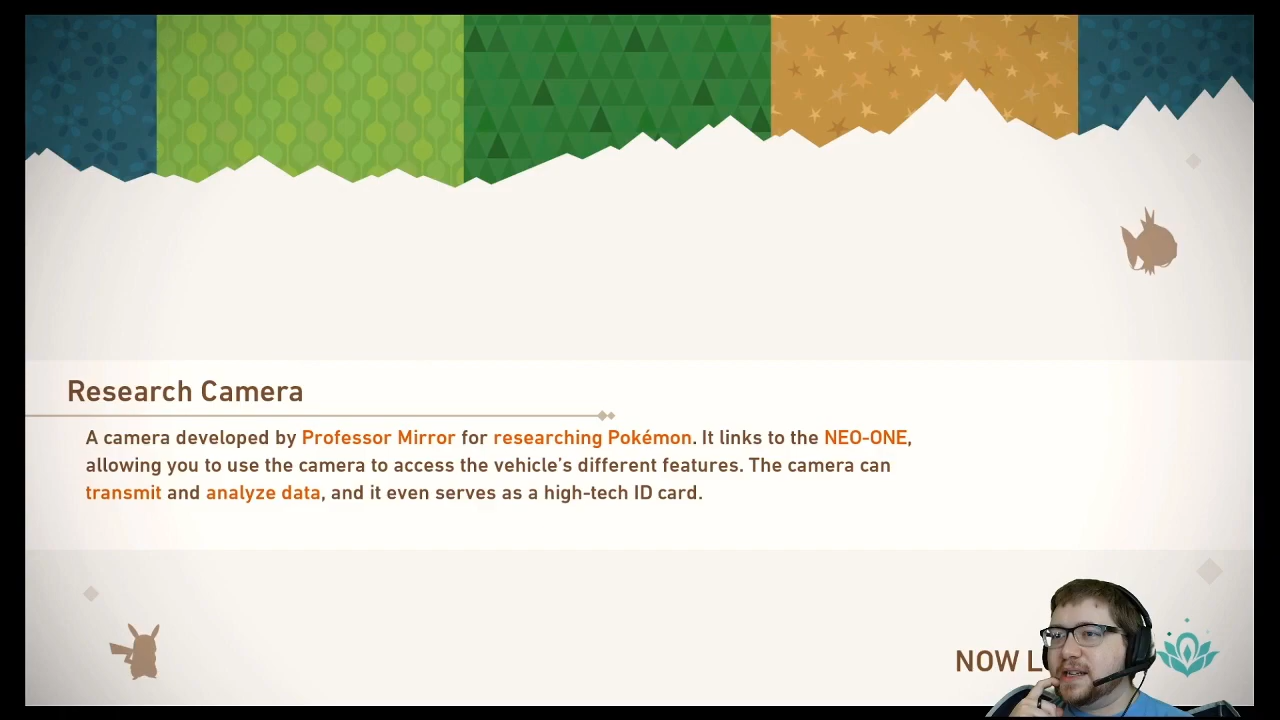 Research Camera
A camera developed by Professor Mirror for researching Pokémon. It links to the NEO-ONE,
allowing you to use the camera to access the vehicle's different features. The camera can
transmit and analyze data, and it even serves as a high-tech ID card.
NOW